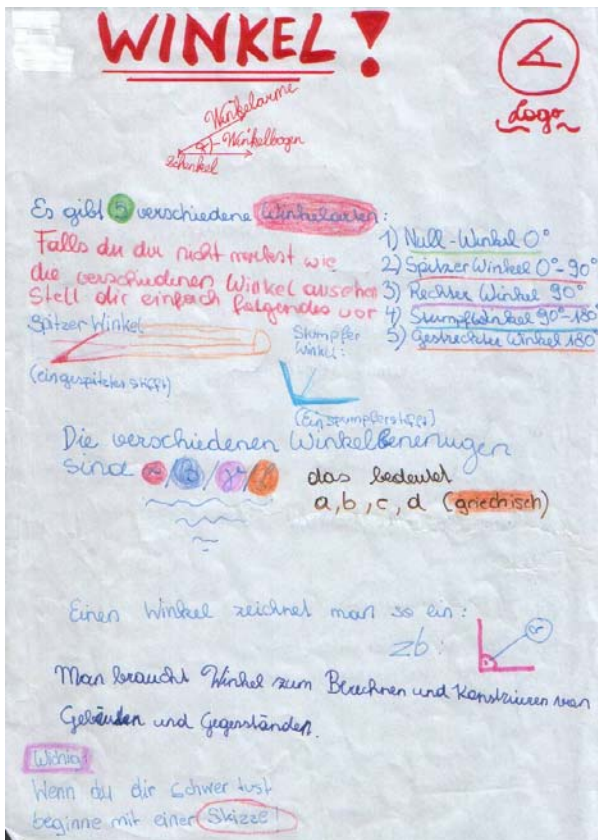 WINKEL!
Logo
Winkelarme
α - Winkelbogen
Schenkel
Es gibt 5 verschiedene Winkelarten:
1) Null-Winkel 0°
2) Spitzer Winkel 0°-90°
3) Rechter Winkel 90°
4) Stumpfwinkel 90°-180°
5) Gestreckter Winkel 180°
Falls du dir nicht merkest wie
die verschiedenen Winkel aussehen
Stell dir einfach folgendes vor
Spitzer Winkel
(eingespitzter Stift)
Stumpfer
Winkel:
(Ein stumpfer Stift)
Die verschiedenen Winkelbenenugen
sind α/β/γ/δ
das bedeutet
a, b, c, d (griechisch)
Einen Winkel zeichnet man so ein:
zb:
α
Man braucht Winkel zum Berechnen und Konstruieren von
Gebäuden und Gegenständen.
Wichtig!
Wenn du dir schwer tust
beginne mit einer Skizze!